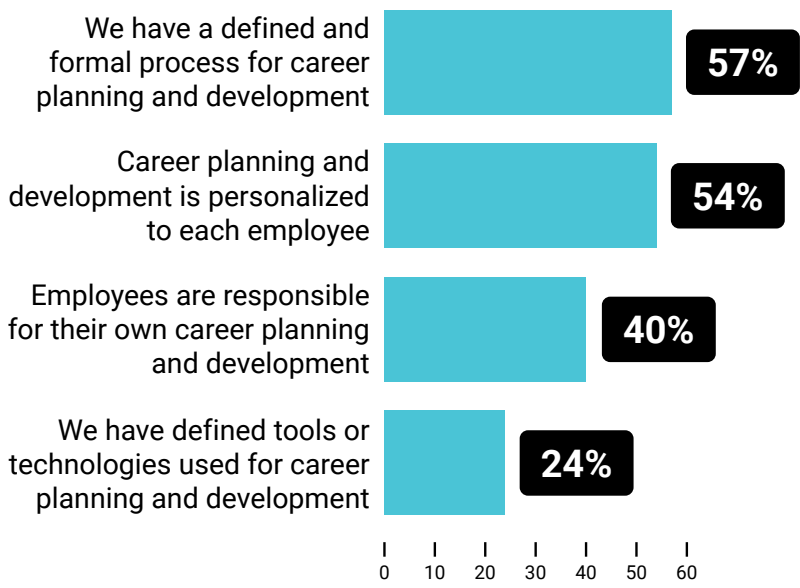 We have a defined and
formal process for career
planning and development
57%
Career planning and
development is personalized
to each employee
54%
Employees are responsible
for their own career planning
and development
40%
We have defined tools or
technologies used for career
planning and development
24%
0 10 20 30 40 50 60